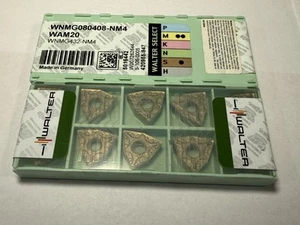 WNMG080408-NM4
WAM20
WNMG432-NM4
Made in Germany
WALTER SELECT
P
M
K
N
S
H
WALTER
WALTER